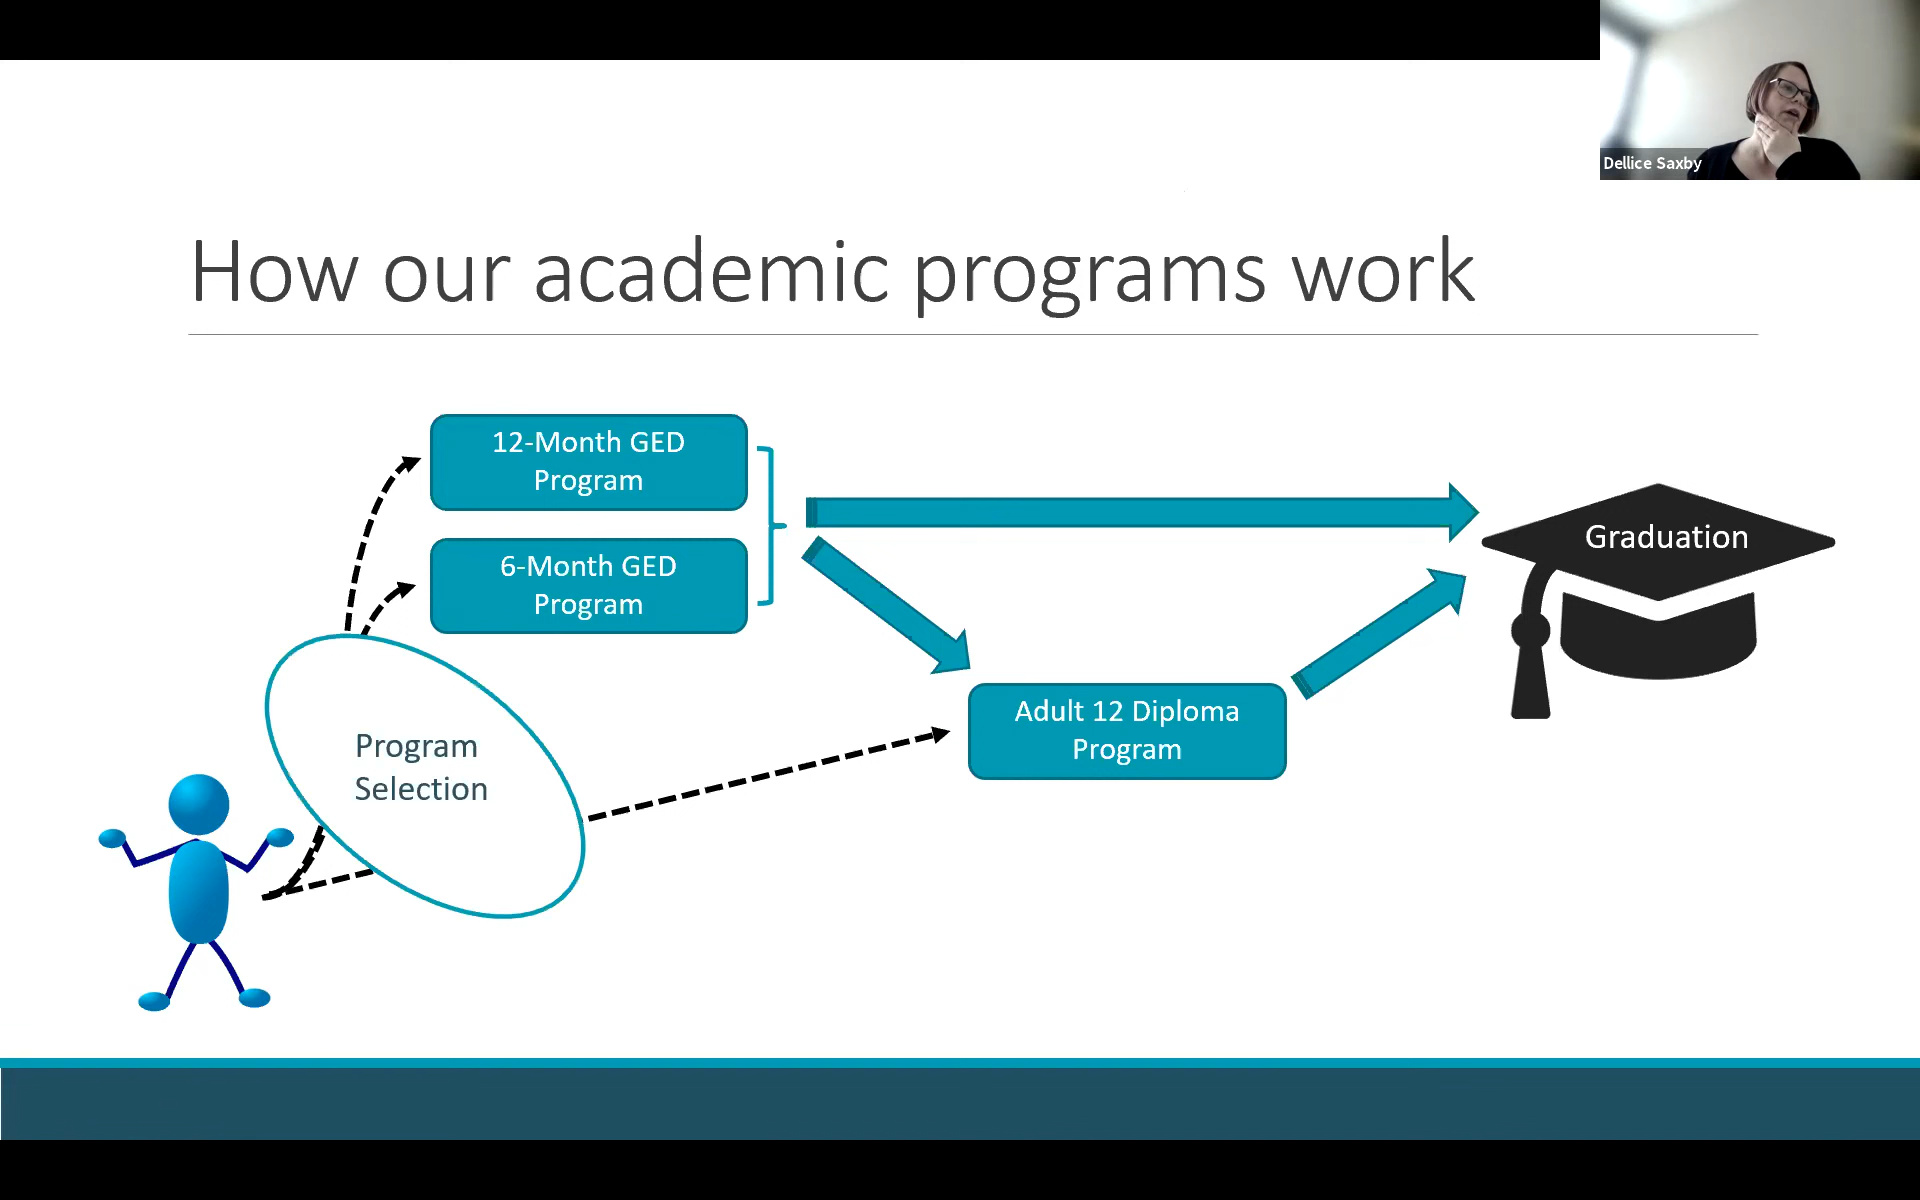 Dellice Saxby
How our academic programs work
12-Month GED
Program
6-Month GED
Program
Graduation
Program
Selection
Adult 12 Diploma
Program